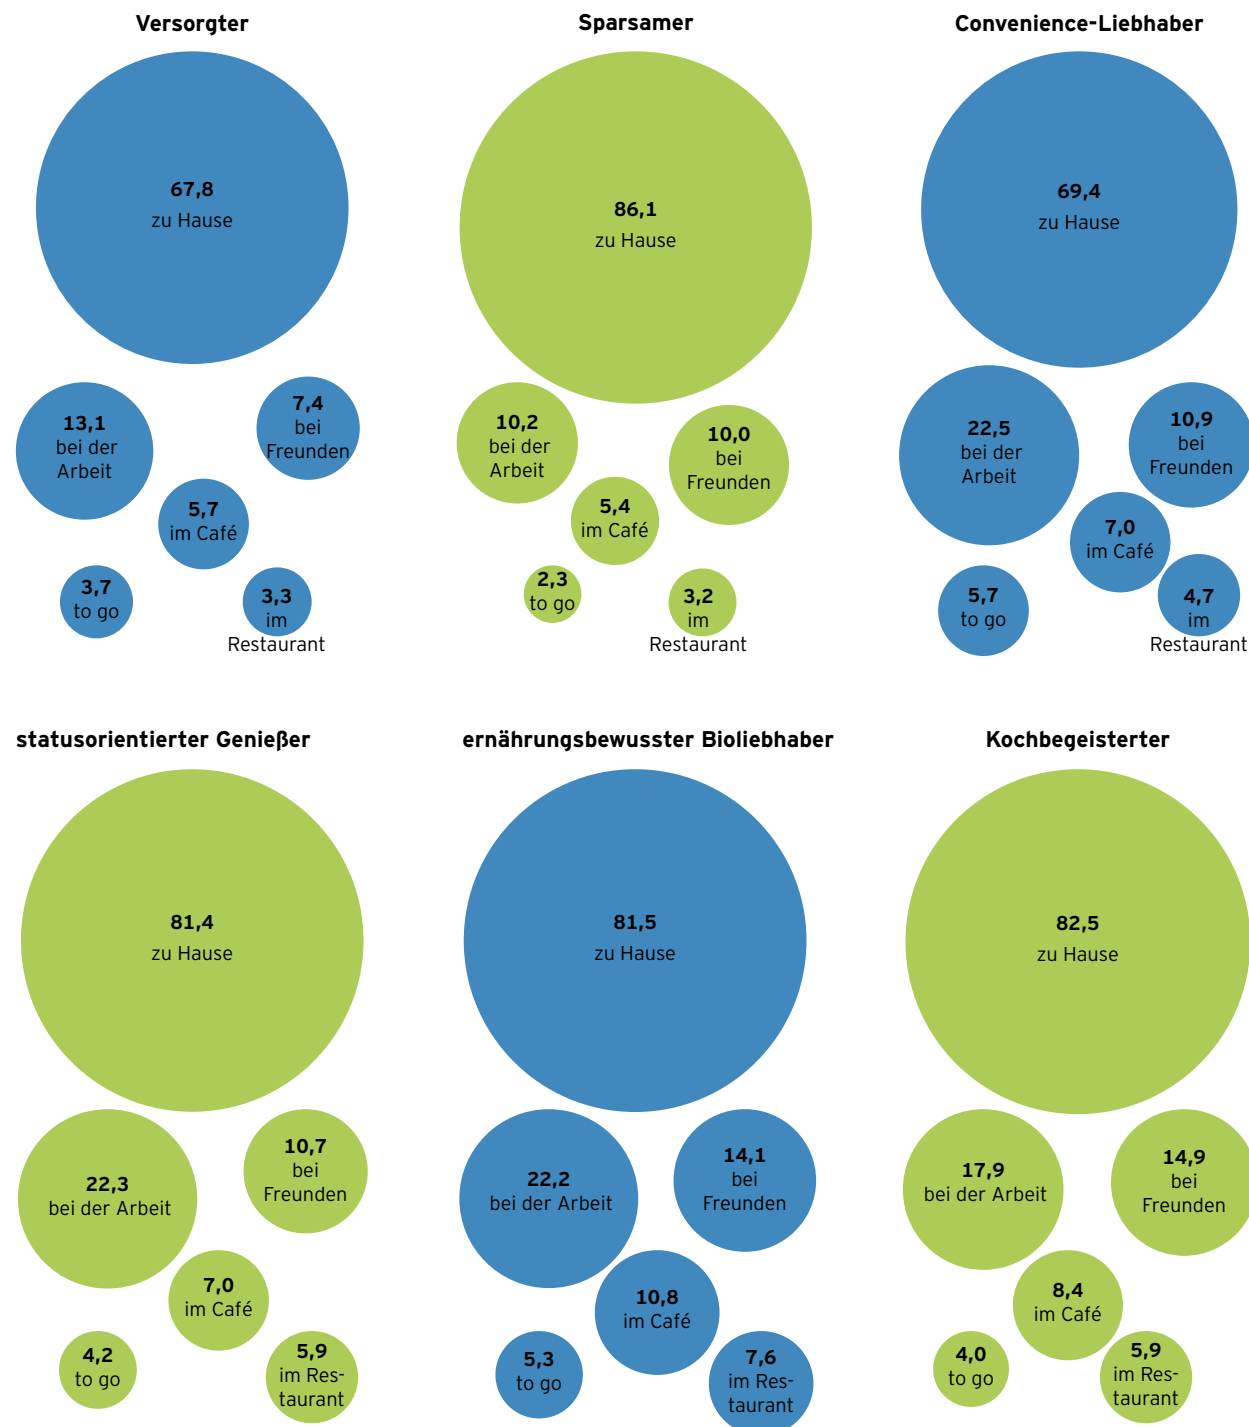 Versorgter
67,8
zu Hause
13,1
bei der
Arbeit
7,4
bei
Freunden
5,7
im Café
3,7
to go
3,3
im
Restaurant
Sparsamer
86,1
zu Hause
10,2
bei der
Arbeit
10,0
bei
Freunden
5,4
im Café
2,3
to go
3,2
im
Restaurant
Convenience-Liebhaber
69,4
zu Hause
22,5
bei der
Arbeit
10,9
bei
Freunden
7,0
im Café
5,7
to go
4,7
im
Restaurant
statusorientierter Genießer
81,4
zu Hause
22,3
bei der Arbeit
10,7
bei
Freunden
7,0
im Café
4,2
to go
5,9
im Res-
taurant
ernährungsbewusster Bioliebhaber
81,5
zu Hause
22,2
bei der Arbeit
14,1
bei
Freunden
10,8
im Café
5,3
to go
7,6
im Res-
taurant
Kochbegeisterter
82,5
zu Hause
17,9
bei der Arbeit
14,9
bei
Freunden
8,4
im Café
4,0
to go
5,9
im Res-
taurant